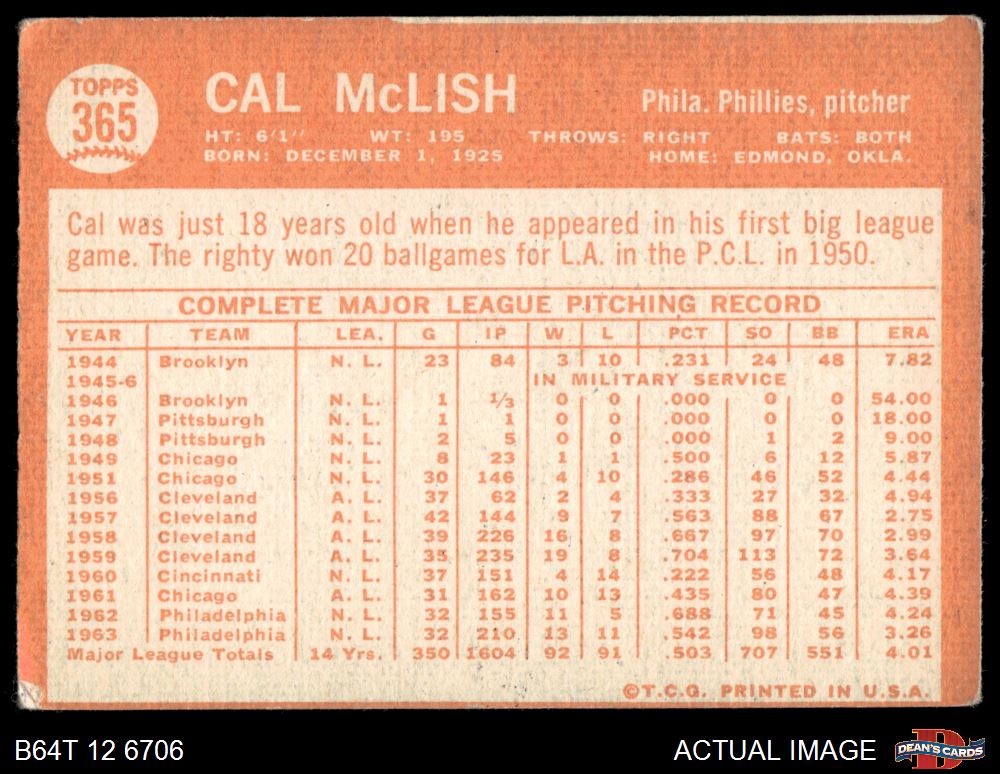 TOPPS
365
CAL McLISH
Phila. Phillies, pitcher
HT: 6'1" WT: 195 THROWS: RIGHT BATS: BOTH
BORN: DECEMBER 1, 1925 HOME: EDMOND, OKLA.
Cal was just 18 years old when he appeared in his first big league
game. The righty won 20 ballgames for L.A. in the P.C.L. in 1950.
COMPLETE MAJOR LEAGUE PITCHING RECORD
YEAR TEAM LEA. G IP W L PCT SO BB ERA
1944 Brooklyn N. L. 23 84 3 10 .231 24 48 7.82
1945-6 IN MILITARY SERVICE
1946 Brooklyn N. L. 1 1/3 0 0 .000 0 0 54.00
1947 Pittsburgh N. L. 1 1 0 0 .000 0 0 18.00
1948 Pittsburgh N. L. 2 5 0 0 .000 1 2 9.00
1949 Chicago N. L. 8 23 1 1 .500 6 12 5.87
1951 Chicago N. L. 30 146 4 10 .286 46 52 4.44
1956 Cleveland A. L. 37 62 2 4 .333 27 32 4.94
1957 Cleveland A. L. 42 144 9 7 .563 88 67 2.75
1958 Cleveland A. L. 39 226 16 8 .667 97 70 2.99
1959 Cleveland A. L. 35 235 19 8 .704 113 72 3.64
1960 Cincinnati N. L. 37 151 4 14 .222 56 48 4.17
1961 Chicago A. L. 31 162 10 13 .435 80 47 4.39
1962 Philadelphia N. L. 32 155 11 5 .688 71 45 4.24
1963 Philadelphia N. L. 32 210 13 11 .542 98 56 3.26
Major League Totals 14 Yrs. 350 1604 92 91 .503 707 551 4.01
©T.C.G. PRINTED IN U.S.A.
B64T 12 6706 ACTUAL IMAGE
DEAN'S CARDS